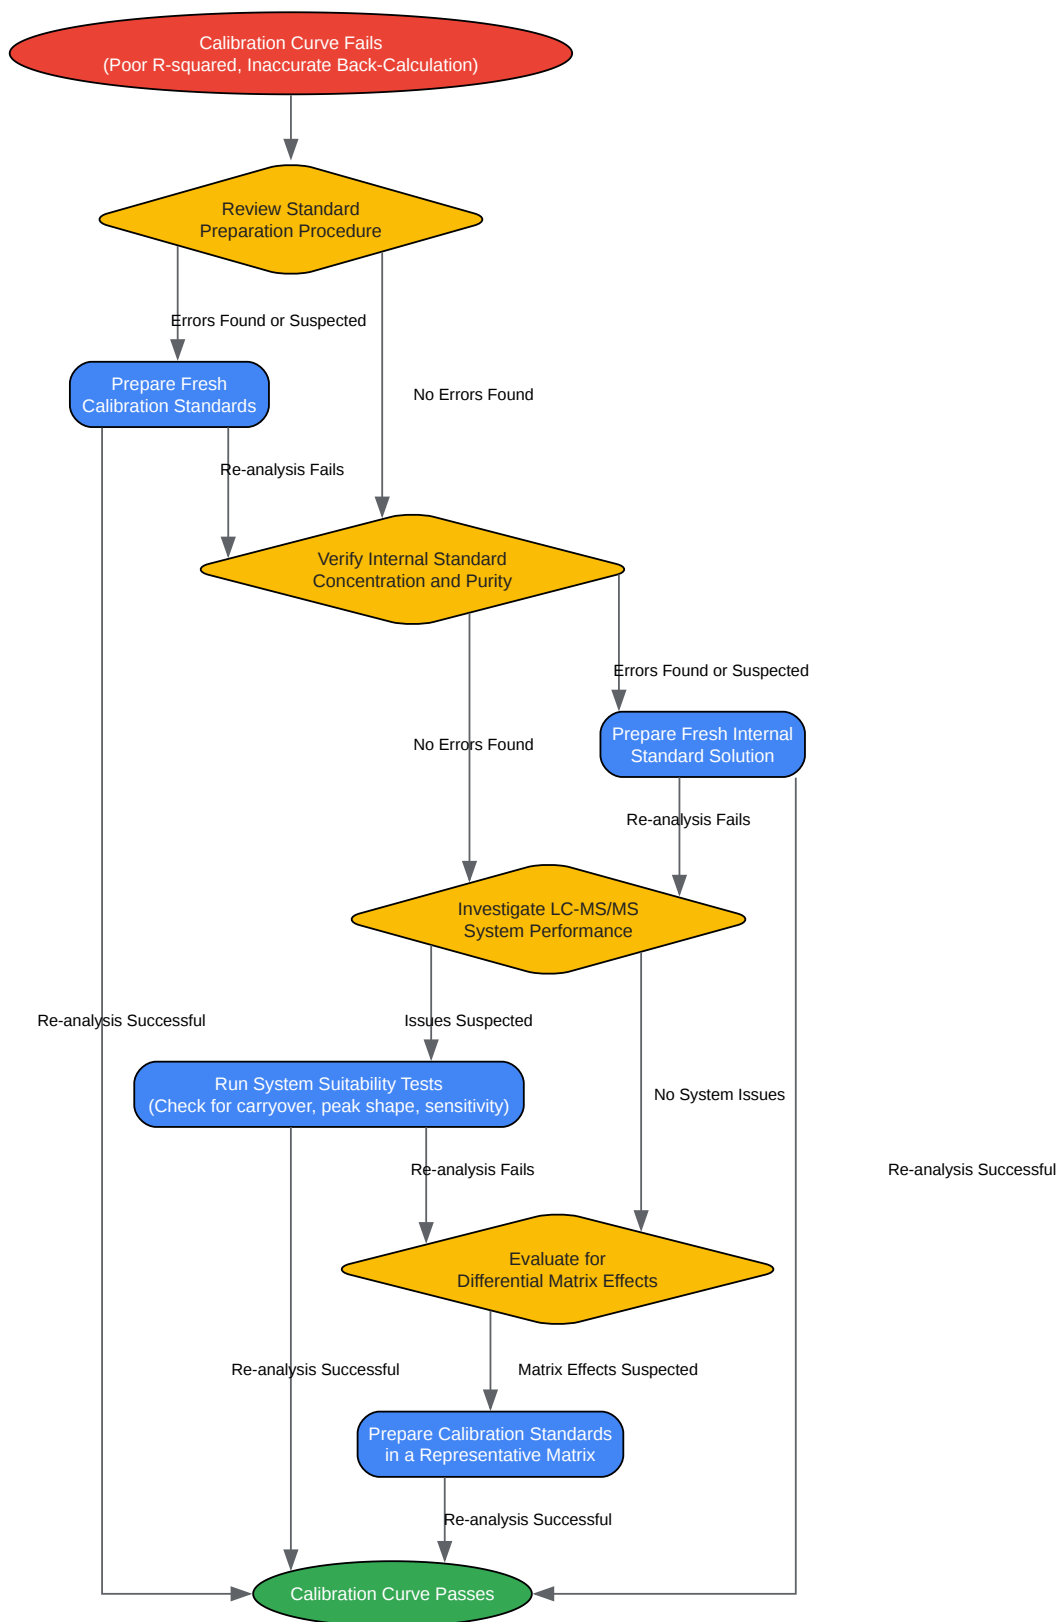 Calibration Curve Fails
(Poor R-squared, Inaccurate Back-Calculation)
Review Standard
Preparation Procedure
Errors Found or Suspected
Prepare Fresh
Calibration Standards
No Errors Found
Re-analysis Fails
Verify Internal Standard
Concentration and Purity
Errors Found or Suspected
No Errors Found
Prepare Fresh Internal
Standard Solution
Re-analysis Fails
Investigate LC-MS/MS
System Performance
Re-analysis Successful
Issues Suspected
Run System Suitability Tests
(Check for carryover, peak shape, sensitivity)
No System Issues
Re-analysis Fails
Re-analysis Successful
Evaluate for
Differential Matrix Effects
Re-analysis Successful
Matrix Effects Suspected
Prepare Calibration Standards
in a Representative Matrix
Re-analysis Successful
Calibration Curve Passes